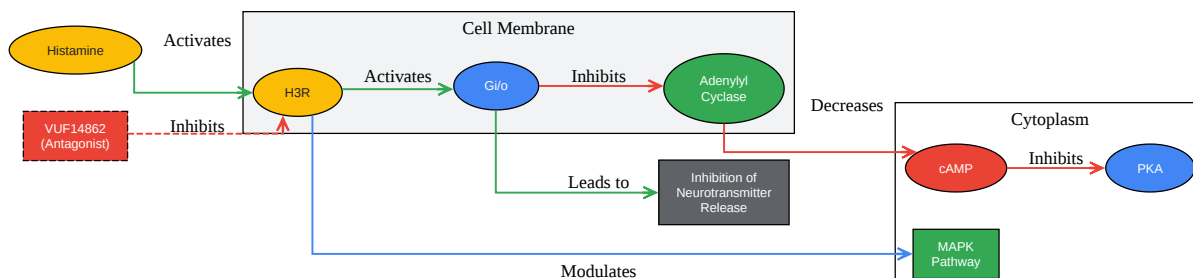 Cell Membrane
Activates
Histamine
Activates
Inhibits
Adenylyl
Cyclase
Gi/o
H3R
Decreases
VUF14862
(Antagonist)
Inhibits
Cytoplasm
Inhibits
cAMP
PKA
Leads to
Inhibition of
Neurotransmitter
Release
MAPK
Pathway
Modulates